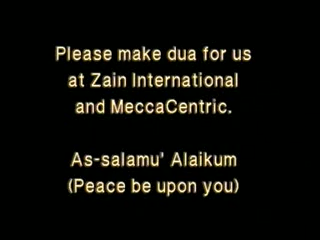 Please make dua for us
at Zain International
and MeccaCentric.
As-salamu' Alaikum
(Peace be upon you)